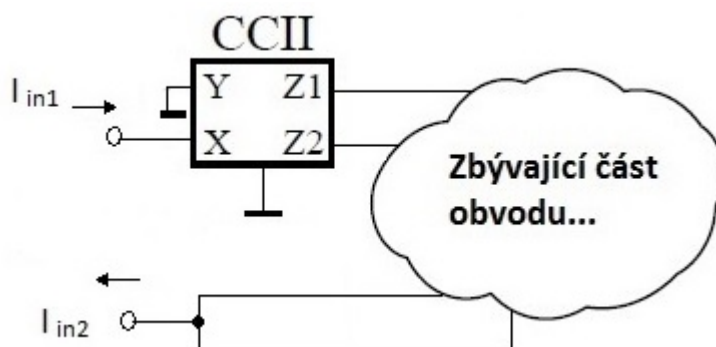 CCII
I in1
Y Z1
X Z2
Zbývající část
obvodu...
I in2